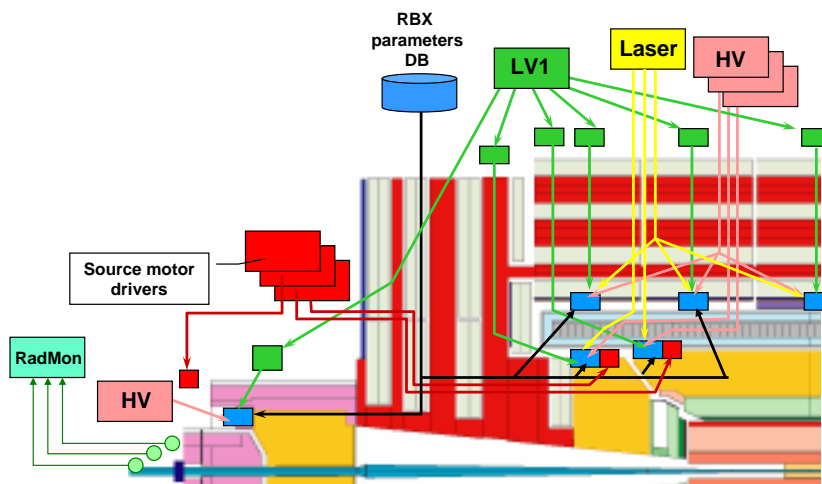 RBX
parameters
DB
LV1
Laser
HV
Source motor
drivers
RadMon
HV